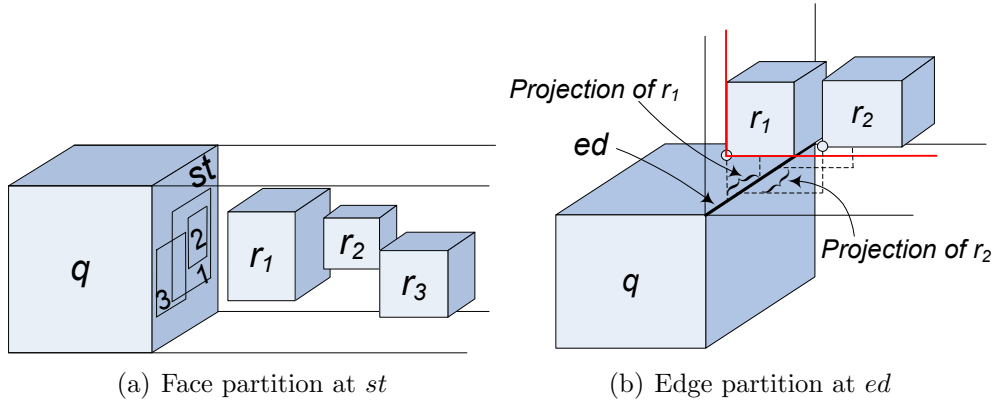 st
q
2
1
3
r1
r2
r3
Projection of r1
ed
r1
r2
q
Projection of r2
(a) Face partition at st
(b) Edge partition at ed